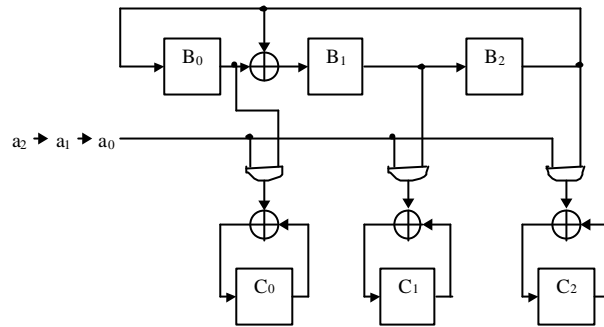 B₀ B₁ B₂
a₂ → a₁ → a₀
C₀ C₁ C₂